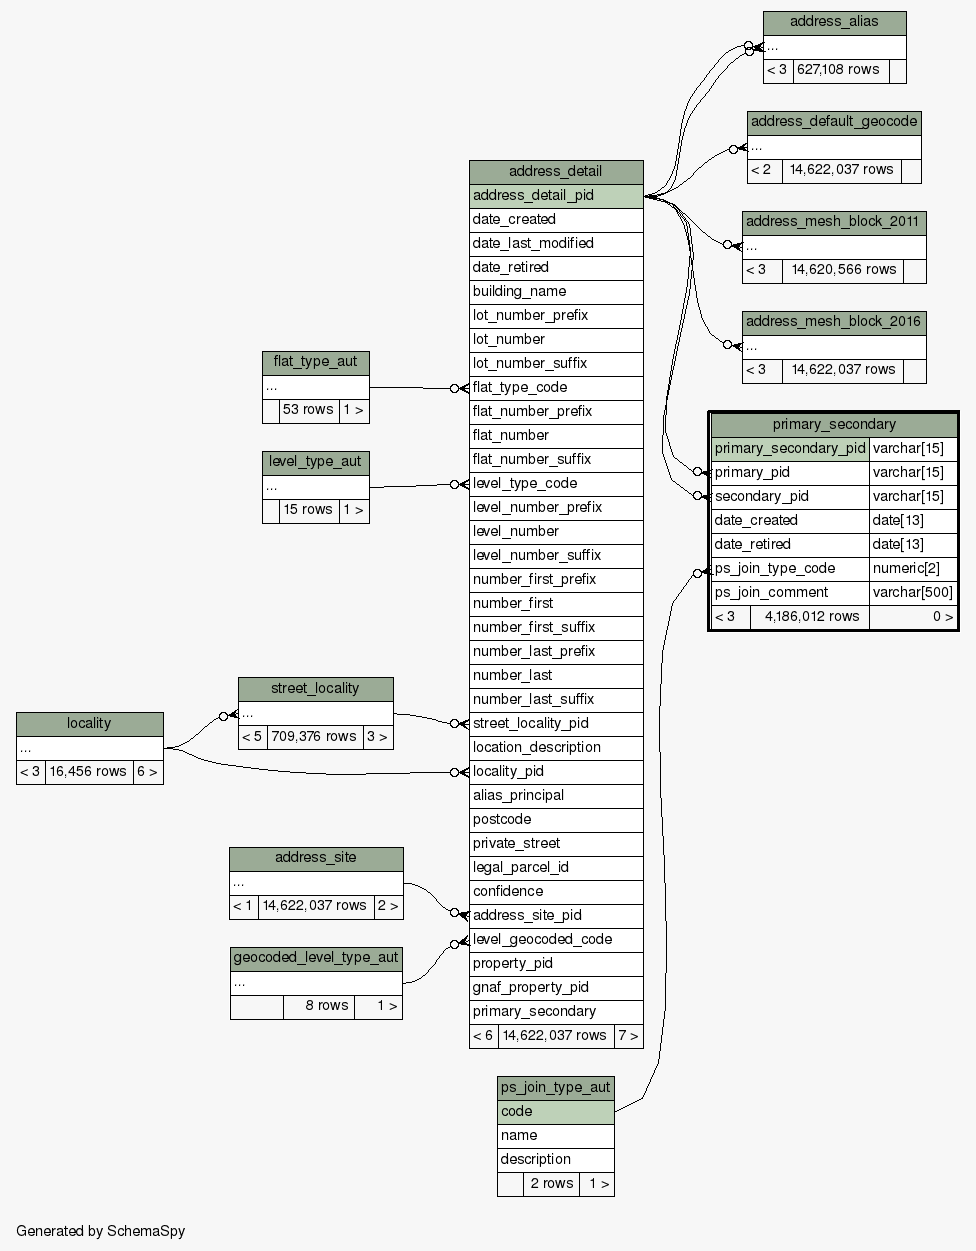 address_alias
...
< 3 627,108 rows
address_default_geocode
...
< 2 14,622,037 rows
address_mesh_block_2011
...
< 3 14,620,566 rows
address_mesh_block_2016
...
< 3 14,622,037 rows
primary_secondary
primary_secondary_pid varchar[15]
primary_pid varchar[15]
secondary_pid varchar[15]
date_created date[13]
date_retired date[13]
ps_join_type_code numeric[2]
ps_join_comment varchar[500]
< 3 4,186,012 rows 0 >
address_detail
address_detail_pid
date_created
date_last_modified
date_retired
building_name
lot_number_prefix
lot_number
lot_number_suffix
flat_type_code
flat_number_prefix
flat_number
flat_number_suffix
level_type_code
level_number_prefix
level_number
level_number_suffix
number_first_prefix
number_first
number_first_suffix
number_last_prefix
number_last
number_last_suffix
street_locality_pid
location_description
locality_pid
alias_principal
postcode
private_street
legal_parcel_id
confidence
address_site_pid
level_geocoded_code
property_pid
gnaf_property_pid
primary_secondary
< 6 14,622,037 rows 7 >
flat_type_aut
...
53 rows 1 >
level_type_aut
...
15 rows 1 >
street_locality
...
< 5 709,376 rows 3 >
locality
...
< 3 16,456 rows 6 >
address_site
...
< 1 14,622,037 rows 2 >
geocoded_level_type_aut
...
8 rows 1 >
ps_join_type_aut
code
name
description
2 rows 1 >
Generated by SchemaSpy